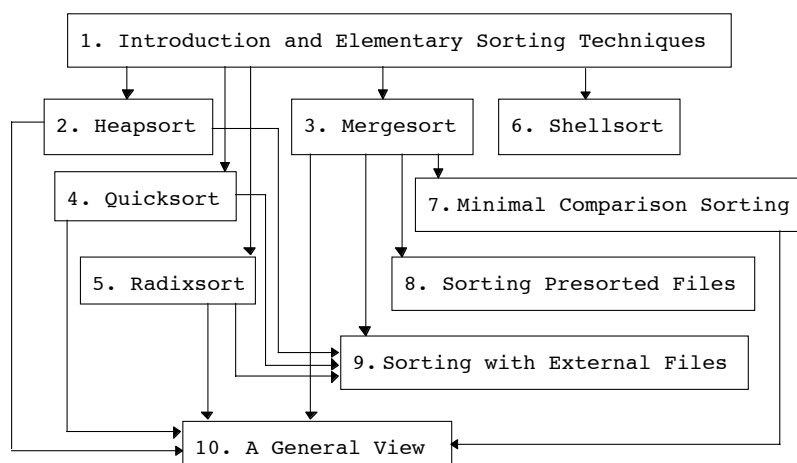 1. Introduction and Elementary Sorting Techniques
2. Heapsort
3. Mergesort
6. Shellsort
4. Quicksort
7. Minimal Comparison Sorting
5. Radixsort
8. Sorting Presorted Files
9. Sorting with External Files
10. A General View